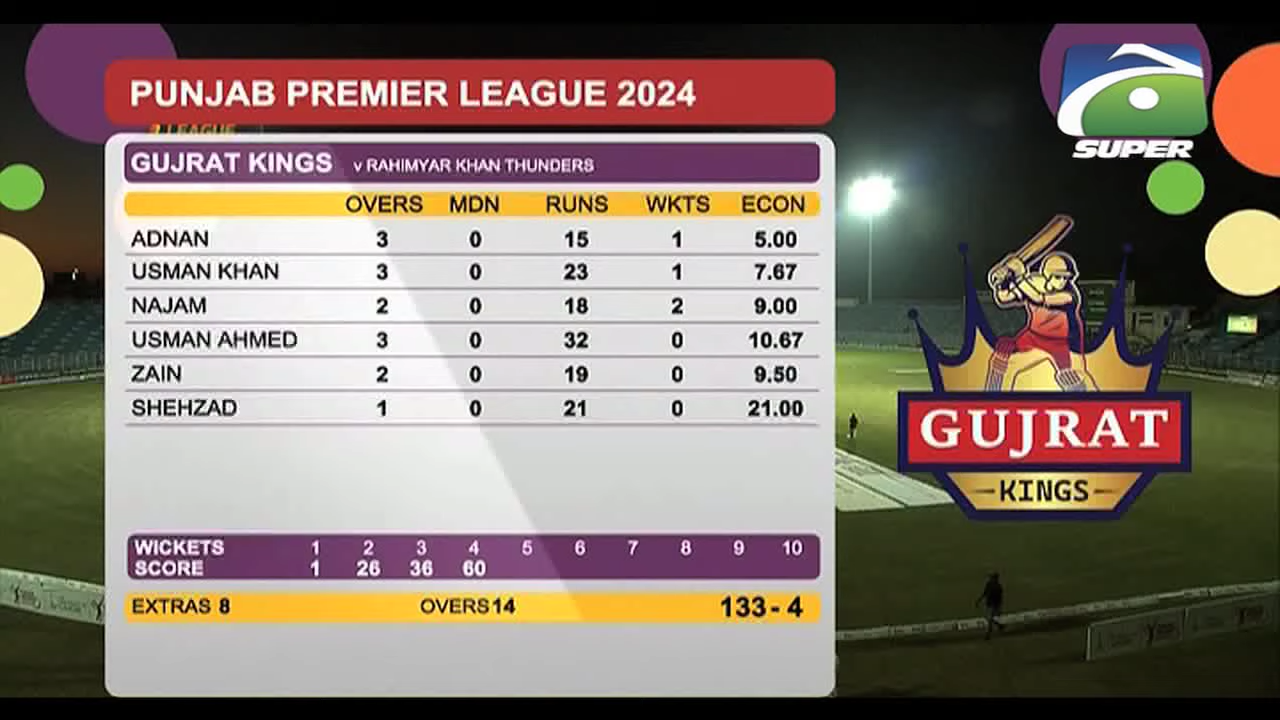 PUNJAB PREMIER LEAGUE 2024
LEAGUE
SUPER
GUJRAT KINGS v RAHIMYAR KHAN THUNDERS
OVERS MDN RUNS WKTS ECON
ADNAN 3 0 15 1 5.00
USMAN KHAN 3 0 23 1 7.67
NAJAM 2 0 18 2 9.00
USMAN AHMED 3 0 32 0 10.67
ZAIN 2 0 19 0 9.50
SHEHZAD 1 0 21 0 21.00
GUJRAT
KINGS
WICKETS 1 2 3 4 5 6 7 8 9 10
SCORE 1 26 36 60
EXTRAS 8 OVERS 14 133-4